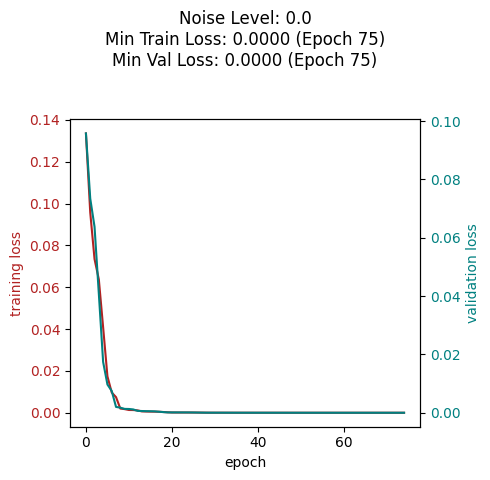 Noise Level: 0.0
Min Train Loss: 0.0000 (Epoch 75)
Min Val Loss: 0.0000 (Epoch 75)
0.14
0.12
0.10
0.08
0.06
0.04
0.02
0.00
training loss
0.10
0.08
0.06
0.04
0.02
0.00
validation loss
0 20 40 60
epoch